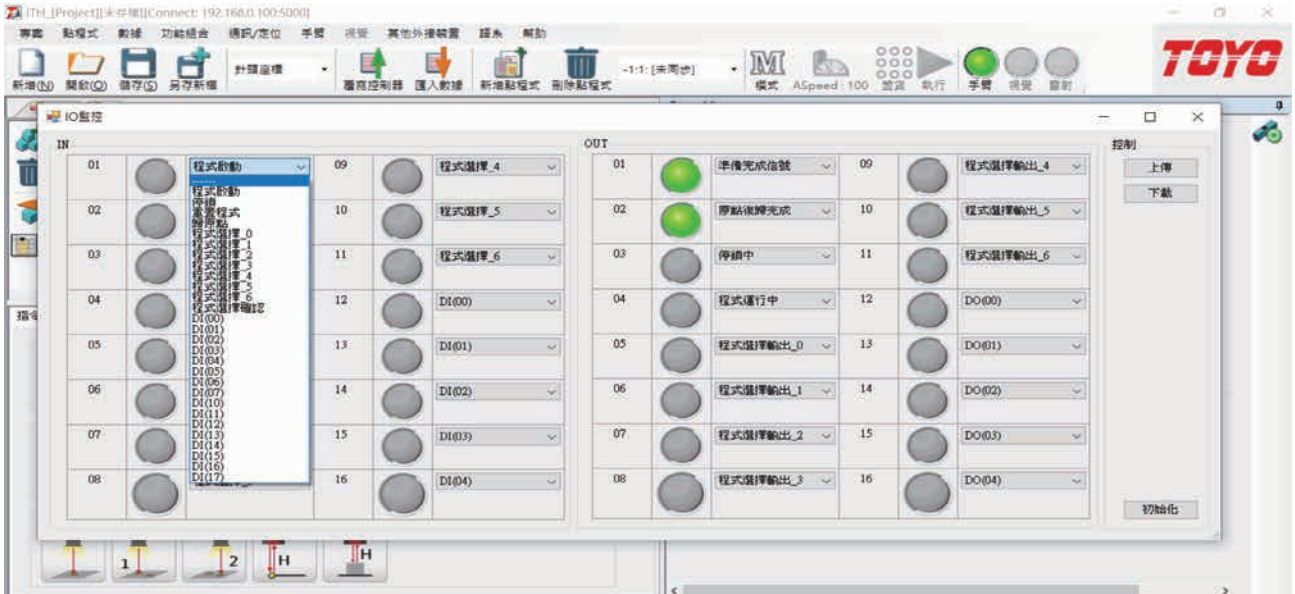 [TH_[Project]][未存檔][Connect: 192.168.0.100:5000]
專案 點程式 數據 功能組合 通訊/定位 手臂 視覺 其他外接裝置 語系 幫助
新增(N) 開啟(O) 儲存(S) 另存新檔 針頭座標 覆寫控制器 匯入數據 新增點程式 刪除點程式 -1:1: [未同步] 模式 ASpeed : 100 執行 手臂 視覺 雷射
TOYO
IO監控
IN
01 程式啟動 09 程式選擇_4
------
程式啟動
停鎖
重置程式
歸原點
程式選擇_0
程式選擇_1
程式選擇_2
程式選擇_3
程式選擇_4
程式選擇_5
程式選擇_6
程式選擇確認
DI(00)
DI(01)
DI(02)
DI(03)
DI(04)
DI(05)
DI(06)
DI(07)
DI(10)
DI(11)
DI(12)
DI(13)
DI(14)
DI(15)
DI(16)
DI(17)
02 10 程式選擇_5
03 11 程式選擇_6
04 12 DI(00)
05 13 DI(01)
06 14 DI(02)
07 15 DI(03)
08 16 DI(04)
OUT
01 準備完成信號 09 程式選擇輸出_4
02 原點復歸完成 10 程式選擇輸出_5
03 停鎖中 11 程式選擇輸出_6
04 程式運行中 12 DO(00)
05 程式選擇輸出_0 13 DO(01)
06 程式選擇輸出_1 14 DO(02)
07 程式選擇輸出_2 15 DO(03)
08 程式選擇輸出_3 16 DO(04)
控制
上傳
下載
初始化
指令
1 2 H H